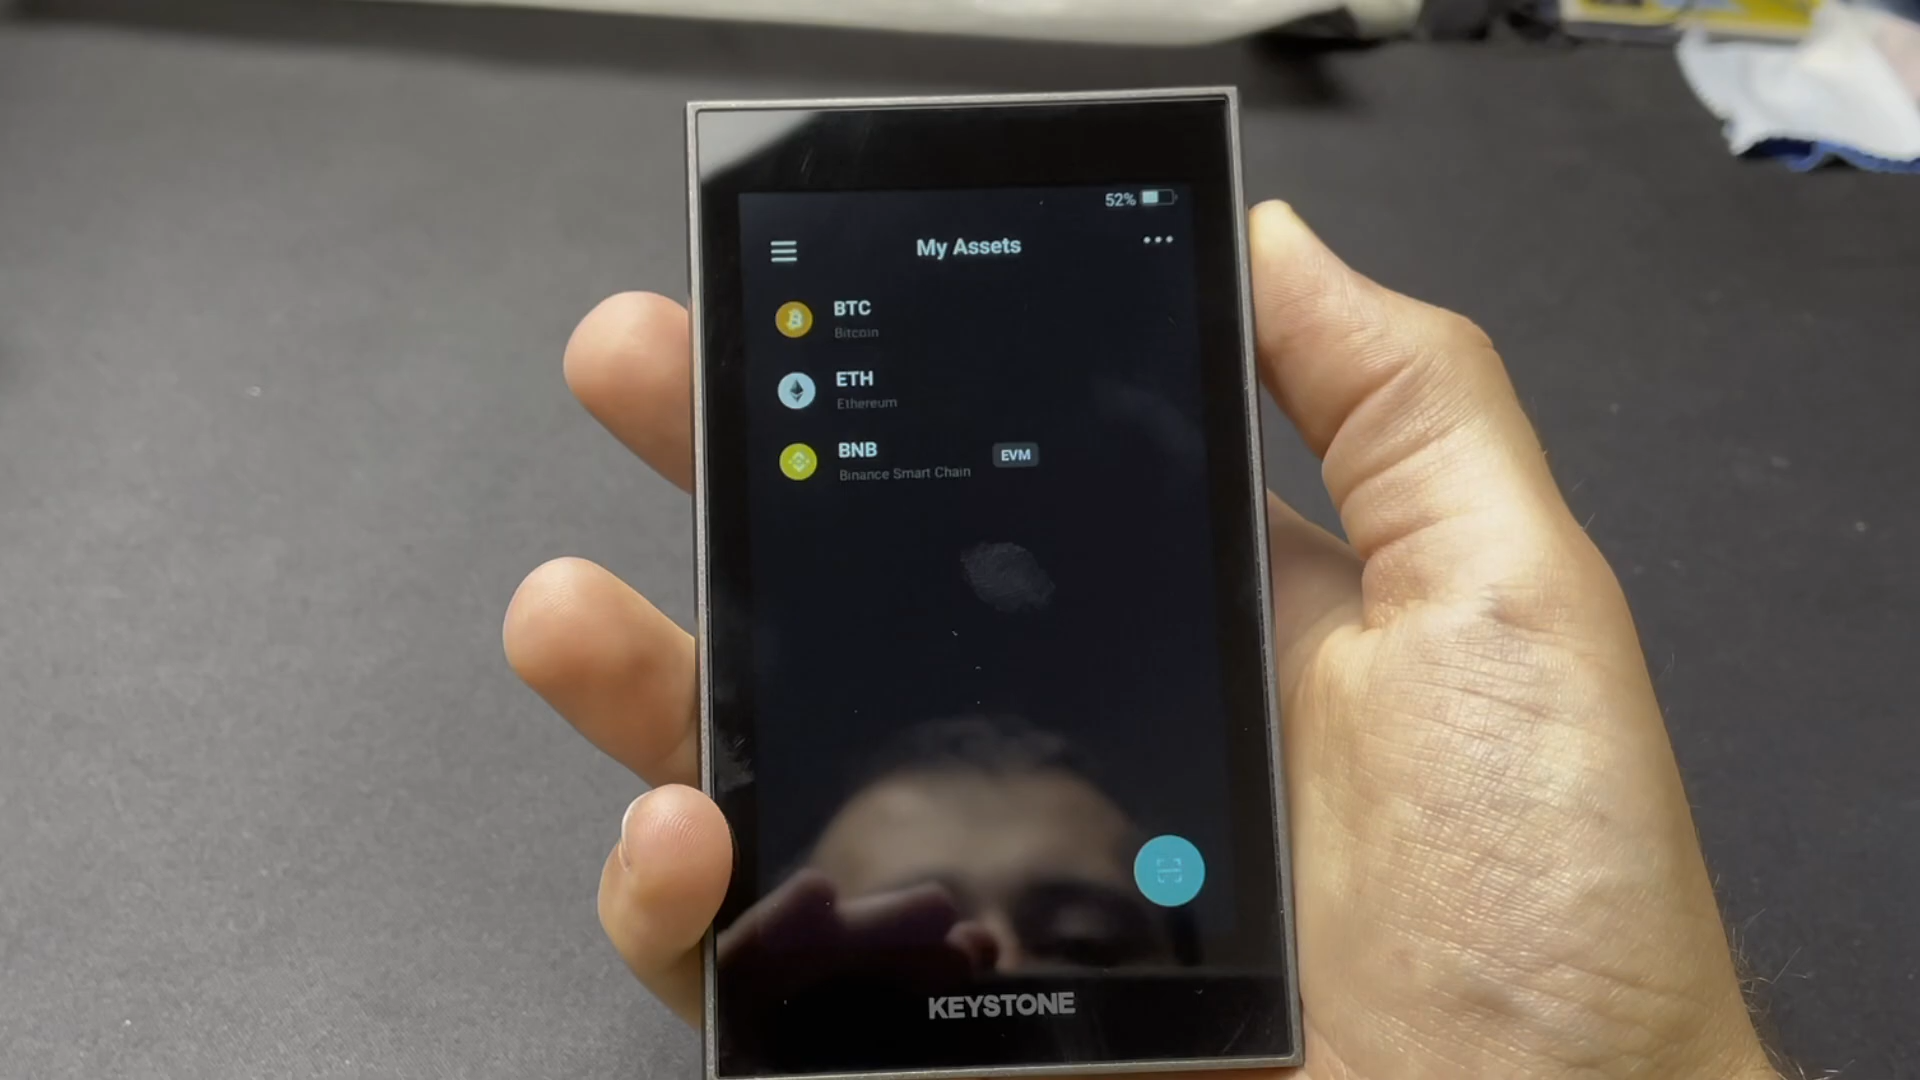 52%
My Assets
BTC
Bitcoin
ETH
Ethereum
BNB
Binance Smart Chain
EVM
KEYSTONE